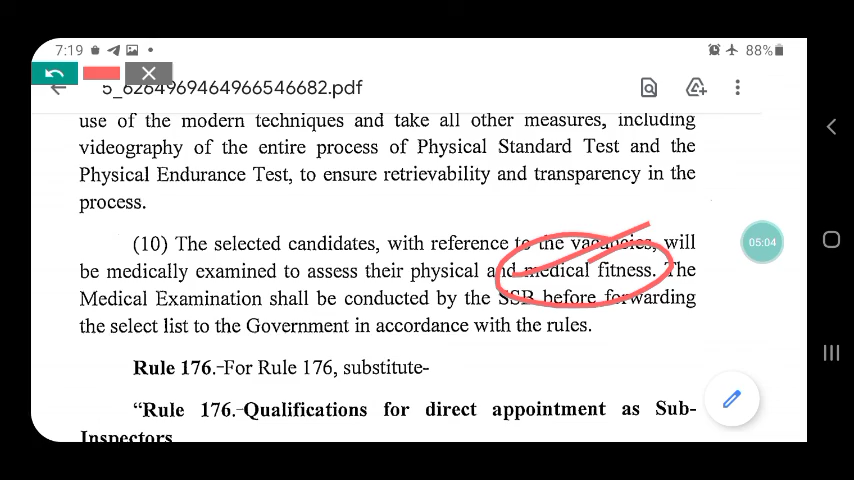 7:19
88%
5_6264969464966546682.pdf
use of the modern techniques and take all other measures, including
videography of the entire process of Physical Standard Test and the
Physical Endurance Test, to ensure retrievability and transparency in the
process.
(10) The selected candidates, with reference to the vacancies, will
be medically examined to assess their physical and medical fitness. The
Medical Examination shall be conducted by the SSB before forwarding
the select list to the Government in accordance with the rules.
05:04
Rule 176.-For Rule 176, substitute-
“Rule 176.-Qualifications for direct appointment as Sub-
Inspectors